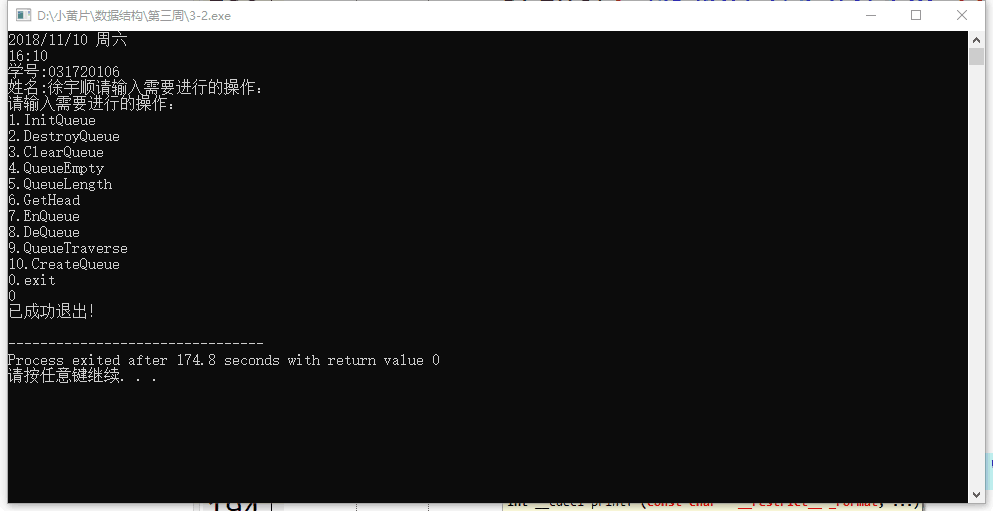 D:\小黄片\数据结构\第三周\3-2.exe
2018/11/10 周六
16:10
学号:031720106
姓名:徐宇顺请输入需要进行的操作:
请输入需要进行的操作:
1.InitQueue
2.DestroyQueue
3.ClearQueue
4.QueueEmpty
5.QueueLength
6.GetHead
7.EnQueue
8.DeQueue
9.QueueTraverse
10.CreateQueue
0.exit
0
已成功退出!
--------------------------------
Process exited after 174.8 seconds with return value 0
请按任意键继续. . .